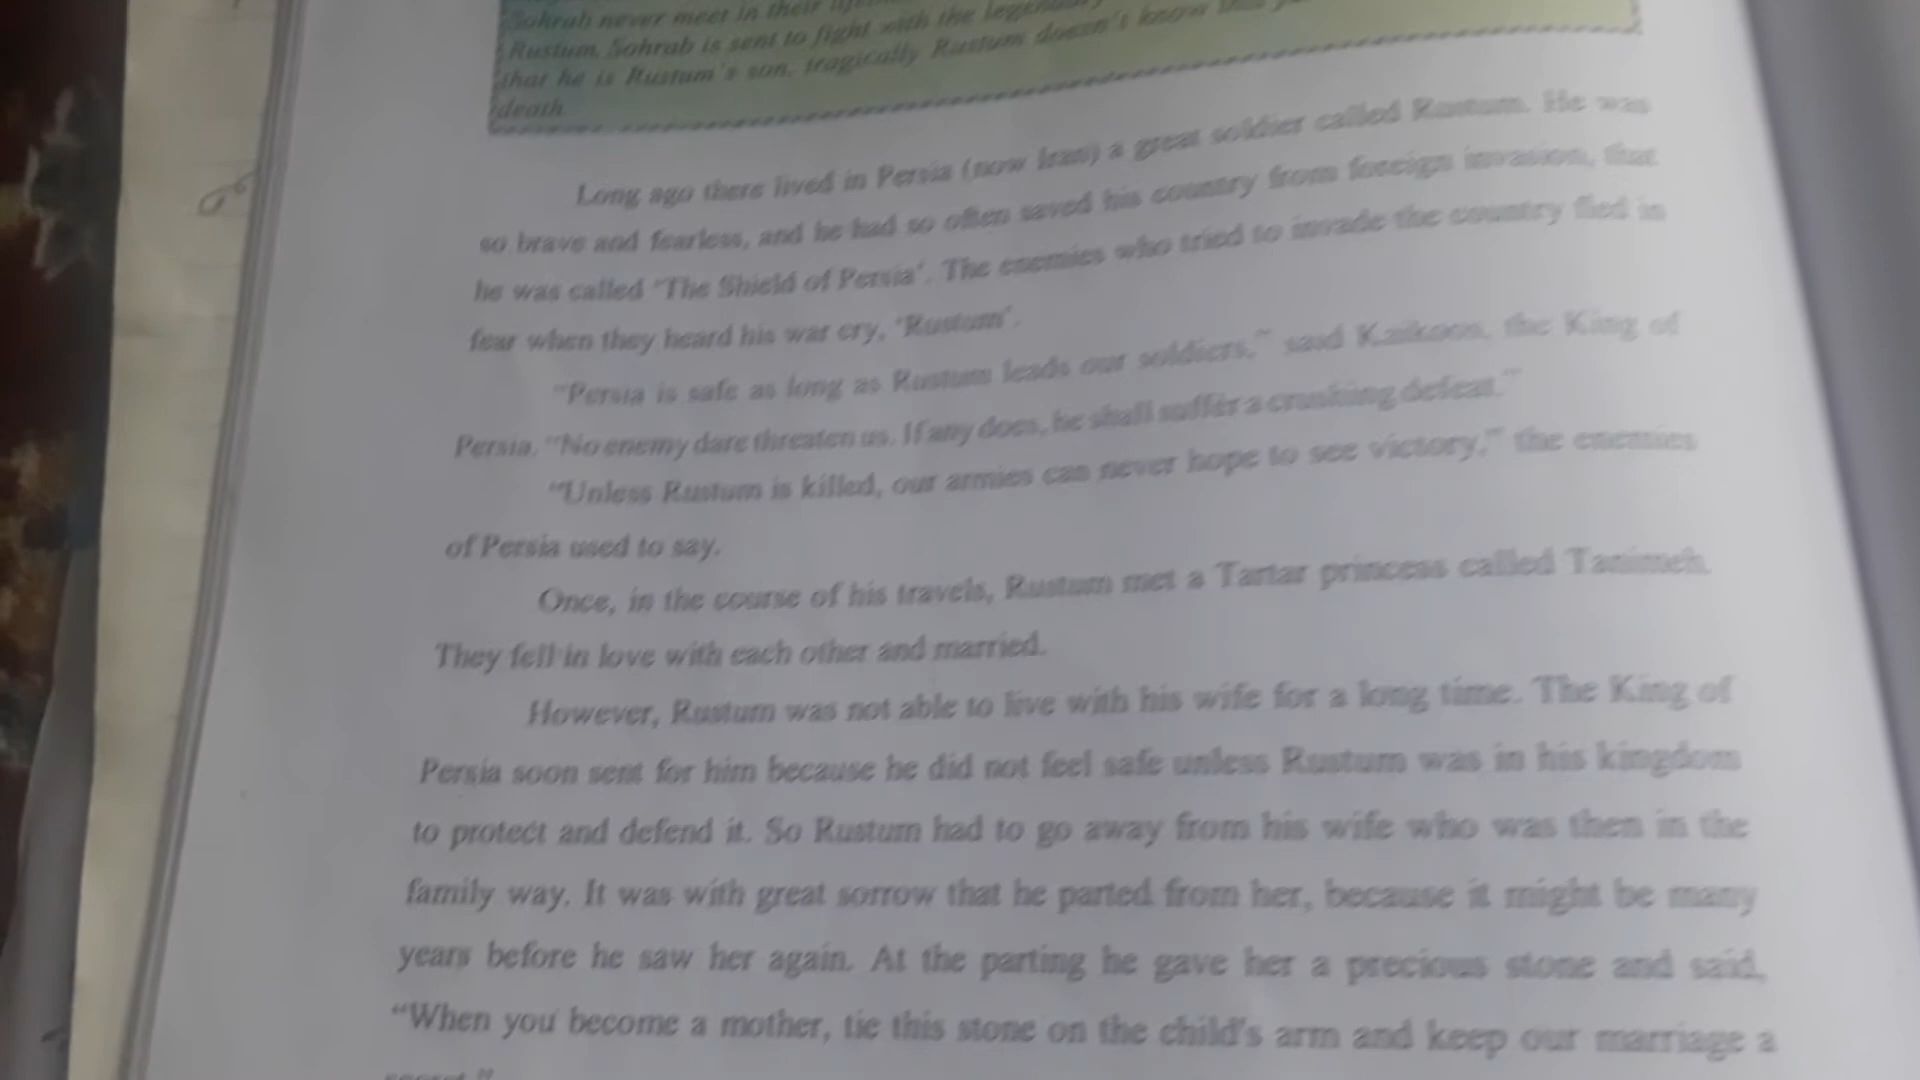 Sohrab never meet in their
Rustum. Sohrab is sent to fight with the legendary
that he is Rustum's son, tragically Rustum doesn't know
death
Long ago there lived in Persia (now Iran) a great soldier called Rustum. He was
so brave and fearless, and he had so often saved his country from foreign invasion, that
he was called 'The Shield of Persia'. The enemies who tried to invade the country fled in
fear when they heard his war cry, 'Rustum'.
"Persia is safe as long as Rustum leads our soldiers," said Kaikoos, the King of
Persia. "No enemy dare threaten us. If any does, he shall suffer a crushing defeat."
"Unless Rustum is killed, our armies can never hope to see victory," the enemies
of Persia used to say.
Once, in the course of his travels, Rustum met a Tartar princess called Tanimeh.
They fell in love with each other and married.
However, Rustum was not able to live with his wife for a long time. The King of
Persia soon sent for him because he did not feel safe unless Rustum was in his kingdom
to protect and defend it. So Rustum had to go away from his wife who was then in the
family way. It was with great sorrow that he parted from her, because it might be many
years before he saw her again. At the parting he gave her a precious stone and said,
"When you become a mother, tie this stone on the child's arm and keep our marriage a